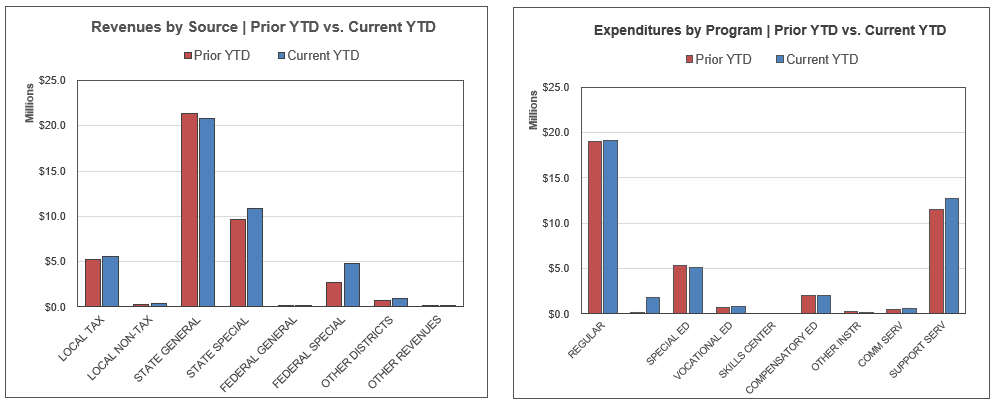 Revenues by Source | Prior YTD vs. Current YTD
Prior YTD
Current YTD
Millions
$25.0
$20.0
$15.0
$10.0
$5.0
$0.0
LOCAL TAX
LOCAL NON-TAX
STATE GENERAL
STATE SPECIAL
FEDERAL GENERAL
FEDERAL SPECIAL
OTHER DISTRICTS
OTHER REVENUES
Expenditures by Program | Prior YTD vs. Current YTD
Prior YTD
Current YTD
Millions
$25.0
$20.0
$15.0
$10.0
$5.0
$0.0
REGULAR
SPECIAL ED
VOCATIONAL ED
SKILLS CENTER
COMPENSATORY ED
OTHER INSTR
COMM SERV
SUPPORT SERV